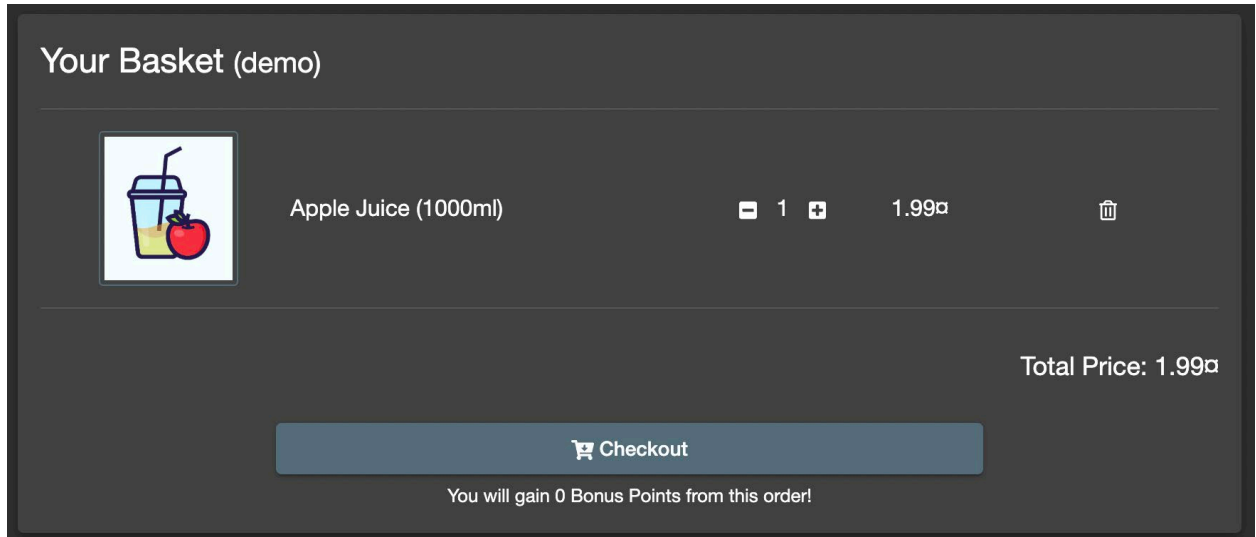 Your Basket (demo)
Apple Juice (1000ml) 1 1.99¤
Total Price: 1.99¤
Checkout
You will gain 0 Bonus Points from this order!